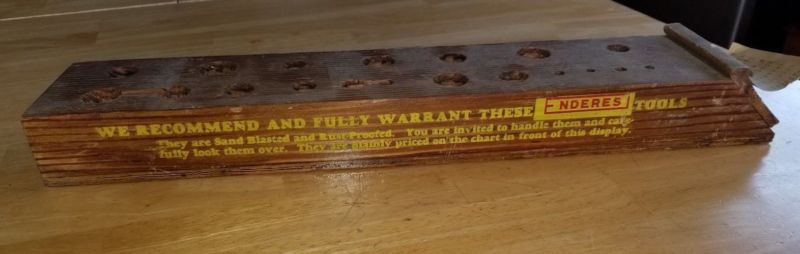 WE RECOMMEND AND FULLY WARRANT THESE ENDERES TOOLS
They are Sand Blasted and Rust Proofed. You are invited to handle them and care-
fully look them over. They are plainly priced on the chart in front of this display.